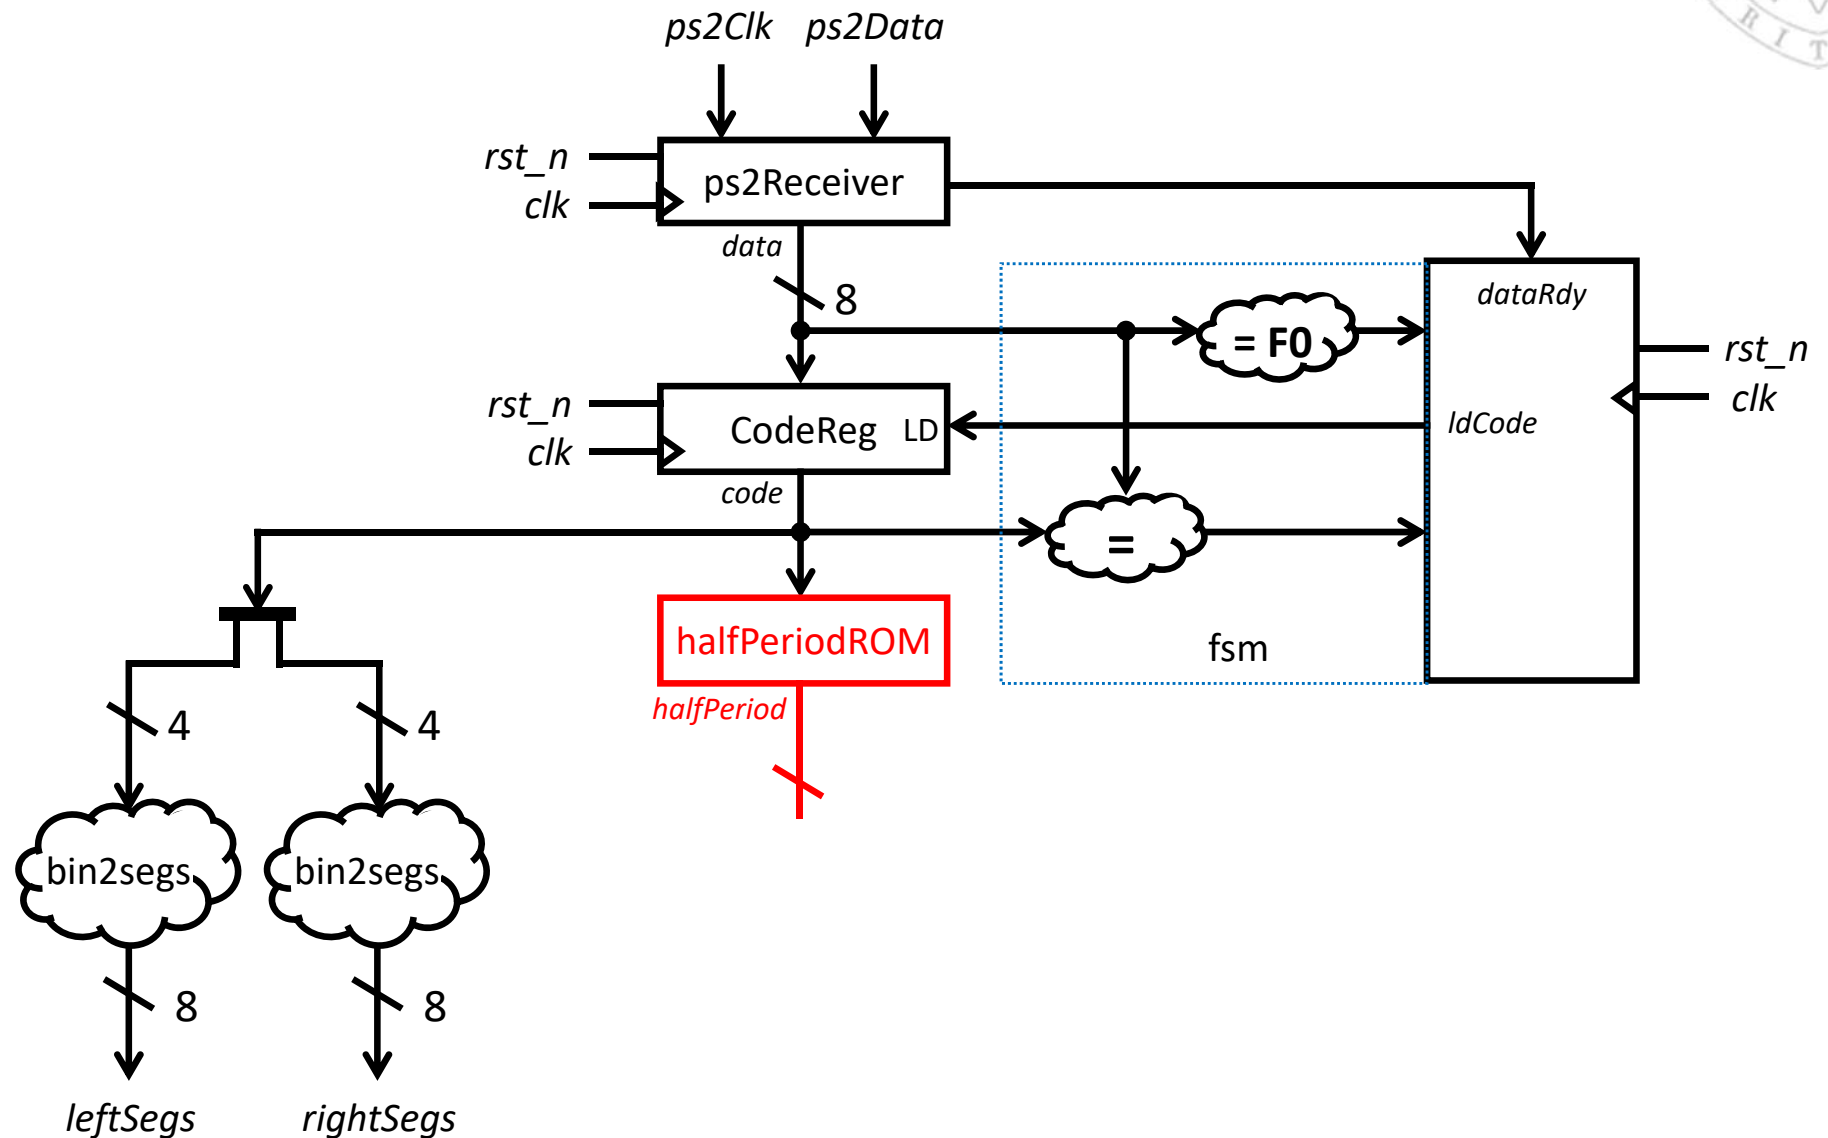 ps2Clk ps2Data
rst_n
clk
ps2Receiver
data
8
dataRdy
= F0
rst_n
clk
rst_n
clk
CodeReg LD
ldCode
code
=
halfPeriodROM
fsm
halfPeriod
4
4
bin2segs
bin2segs
8
8
leftSegs
rightSegs
R I T